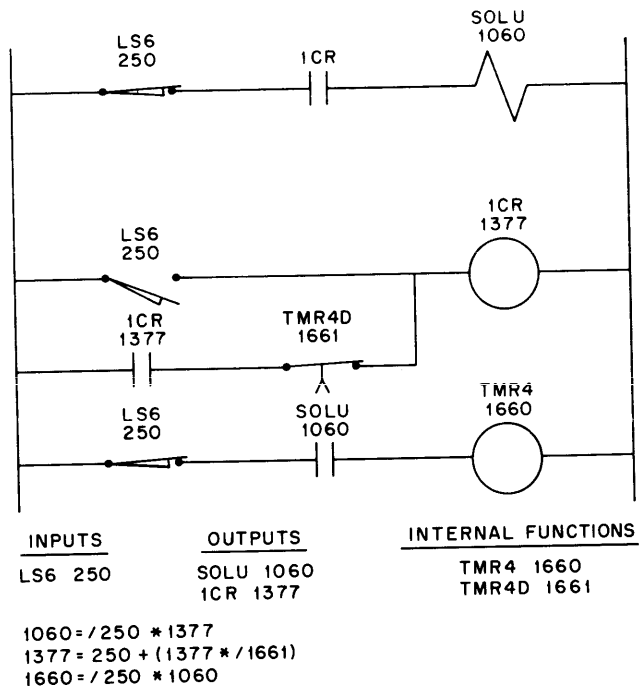 SOLU
1060
LS6
250
1CR
1CR
1377
LS6
250
1CR
1377
TMR4D
1661
LS6
250
SOLU
1060
TMR4
1660
INPUTS
LS6 250
OUTPUTS
SOLU 1060
1CR 1377
INTERNAL FUNCTIONS
TMR4 1660
TMR4D 1661
1060=/250 *1377
1377= 250 +(1377 */1661)
1660=/250 *1060